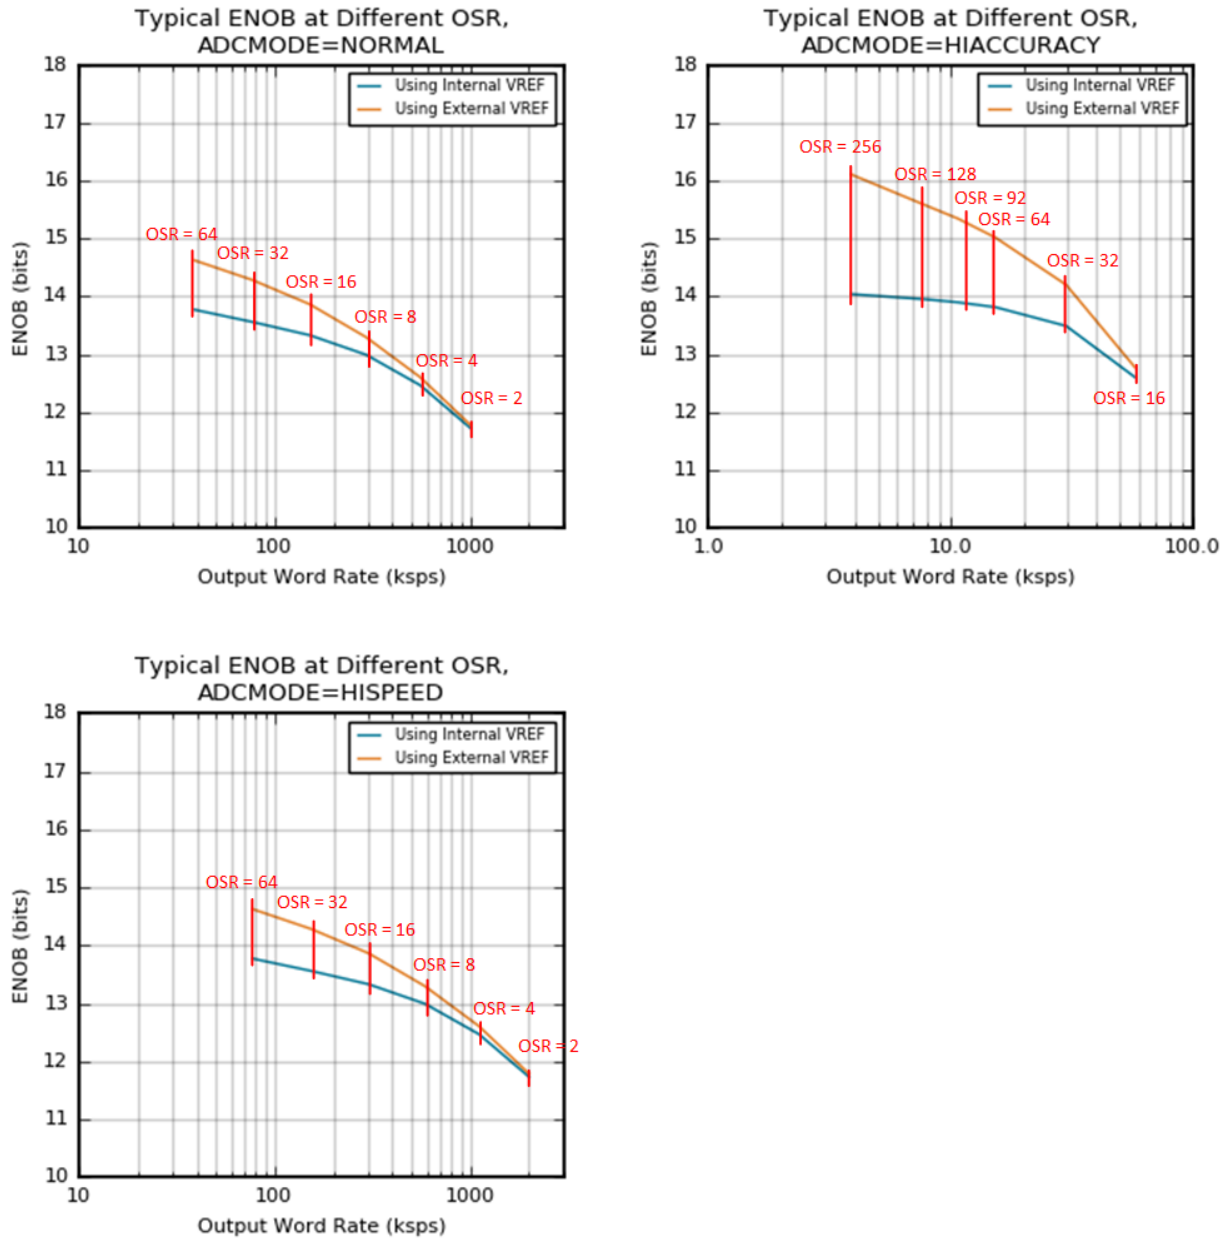 Typical ENOB at Different OSR,
ADCMODE=NORMAL
18
17
16
15
14
13
12
11
10
ENOB (bits)
Using Internal VREF
Using External VREF
OSR = 64
OSR = 32
OSR = 16
OSR = 8
OSR = 4
OSR = 2
10
100
1000
Output Word Rate (ksps)
Typical ENOB at Different OSR,
ADCMODE=HIACCURACY
18
17
16
15
14
13
12
11
10
ENOB (bits)
Using Internal VREF
Using External VREF
OSR = 256
OSR = 128
OSR = 92
OSR = 64
OSR = 32
OSR = 16
1.0
10.0
100.0
Output Word Rate (ksps)
Typical ENOB at Different OSR,
ADCMODE=HISPEED
18
17
16
15
14
13
12
11
10
ENOB (bits)
Using Internal VREF
Using External VREF
OSR = 64
OSR = 32
OSR = 16
OSR = 8
OSR = 4
OSR = 2
10
100
1000
Output Word Rate (ksps)